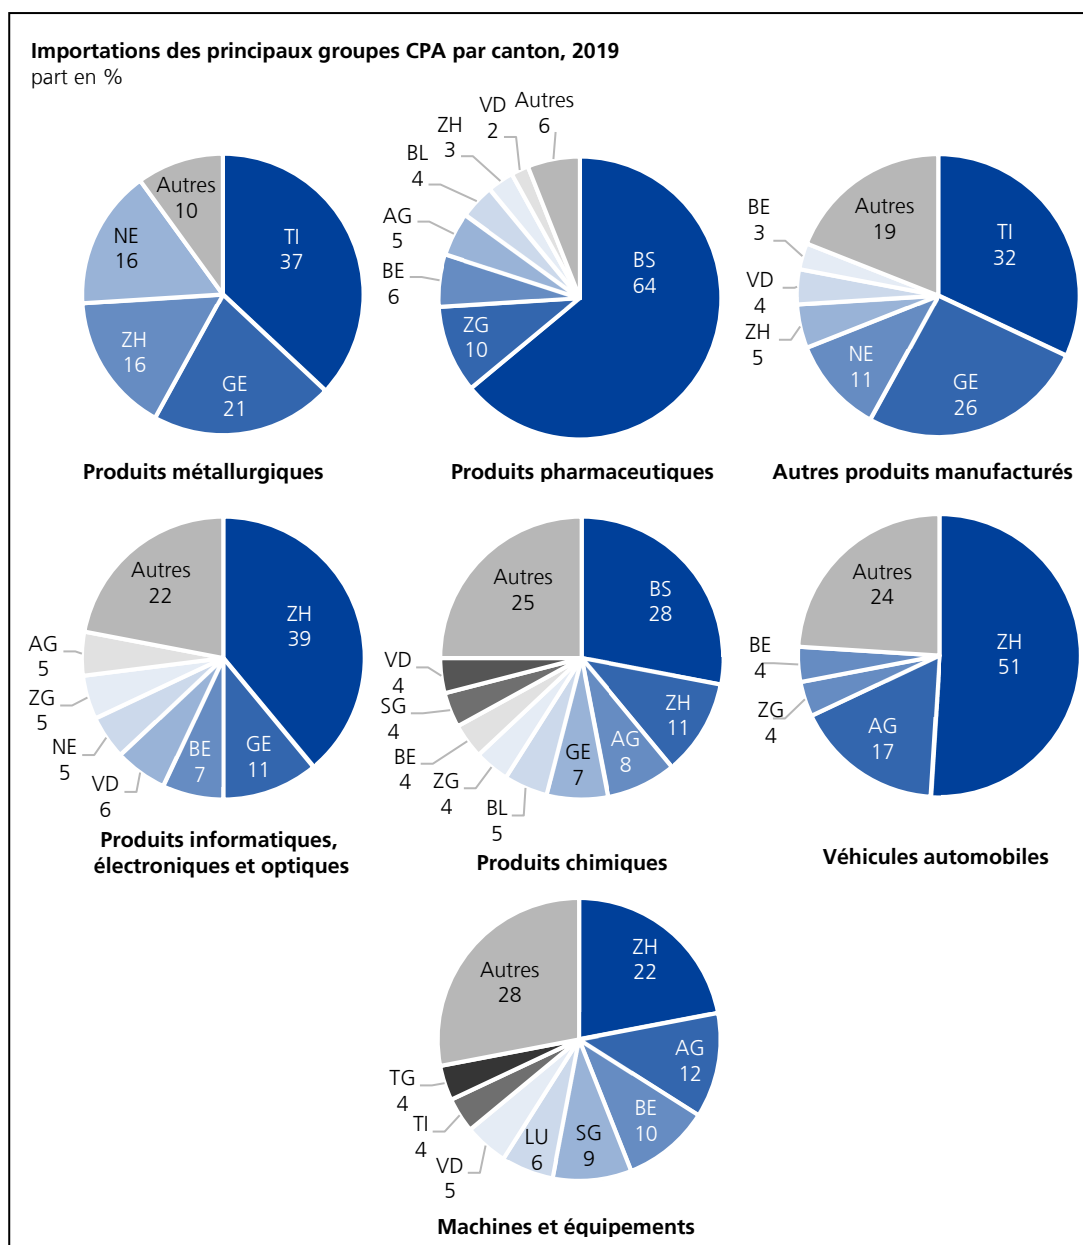 Importations des principaux groupes CPA par canton, 2019
part en %
TI
37
GE
21
ZH
16
NE
16
Autres
10
Produits métallurgiques
BS
64
ZG
10
BE
6
AG
5
BL
4
ZH
3
VD
2
Autres
6
Produits pharmaceutiques
TI
32
GE
26
NE
11
ZH
5
VD
4
BE
3
Autres
19
Autres produits manufacturés
ZH
39
GE
11
BE
7
VD
6
NE
5
ZG
5
AG
5
Autres
22
Produits informatiques,
électroniques et optiques
BS
28
ZH
11
AG
8
GE
7
BL
5
ZG
4
BE
4
SG
4
VD
4
Autres
25
Produits chimiques
ZH
51
AG
17
ZG
4
BE
4
Autres
24
Véhicules automobiles
ZH
22
AG
12
BE
10
SG
9
LU
6
VD
5
TI
4
TG
4
Autres
28
Machines et équipements